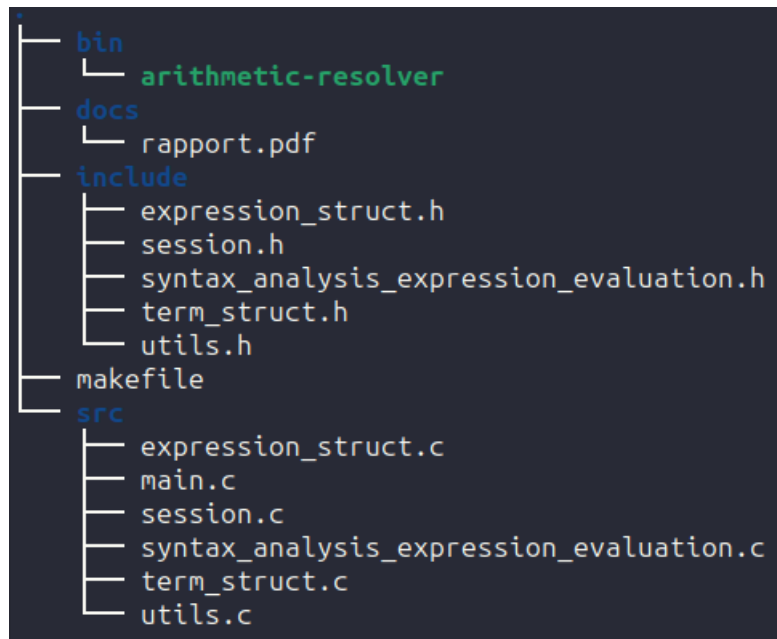 .
bin
arithmetic-resolver
docs
rapport.pdf
include
expression_struct.h
session.h
syntax_analysis_expression_evaluation.h
term_struct.h
utils.h
makefile
src
expression_struct.c
main.c
session.c
syntax_analysis_expression_evaluation.c
term_struct.c
utils.c